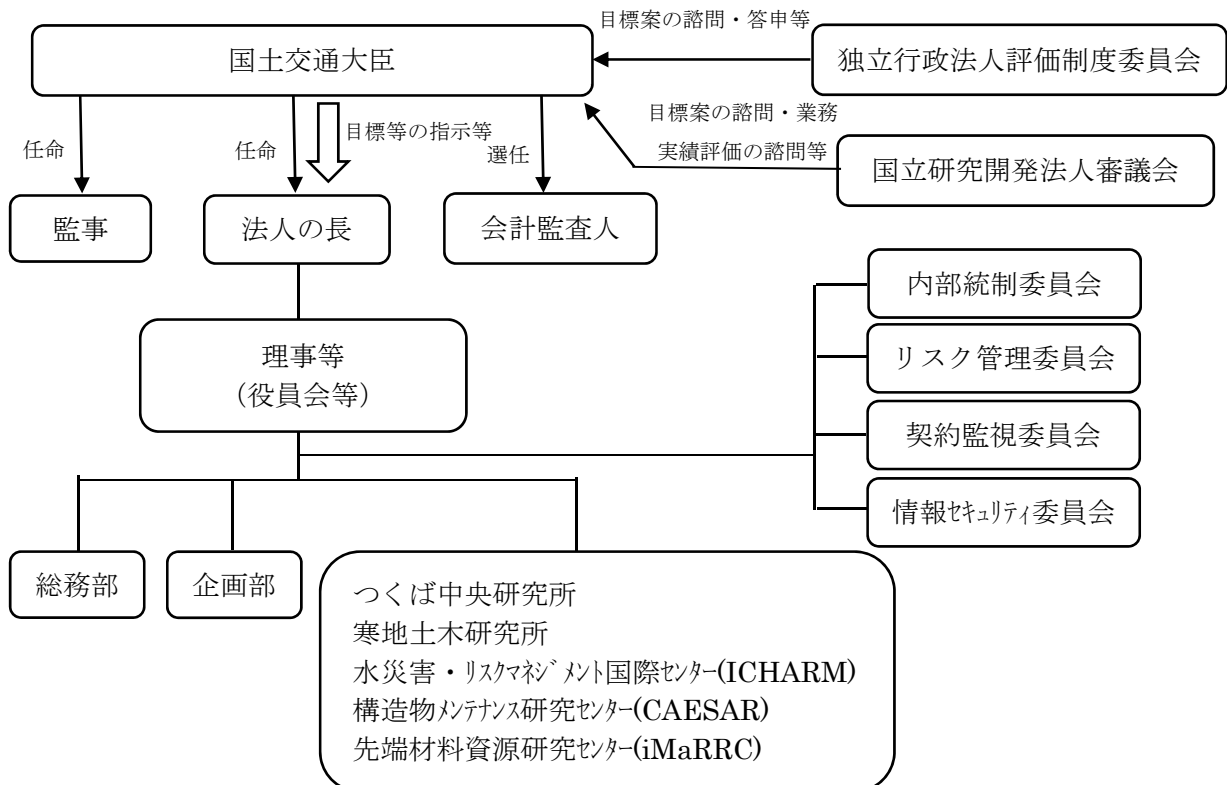 目標案の諮問・答申等
国土交通大臣
独立行政法人評価制度委員会
目標案の諮問・業務
実績評価の諮問等
国立研究開発法人審議会
任命
任命
目標等の指示等
選任
監事
法人の長
会計監査人
内部統制委員会
リスク管理委員会
契約監視委員会
情報ｾｷｭﾘﾃｨ委員会
理事等
(役員会等)
総務部
企画部
つくば中央研究所
寒地土木研究所
水災害・ﾘｽｸﾏﾈｼﾞﾒﾝﾄ国際ｾﾝﾀｰ(ICHARM)
構造物ﾒﾝﾃﾅﾝｽ研究ｾﾝﾀｰ(CAESAR)
先端材料資源研究ｾﾝﾀｰ(iMaRRC)